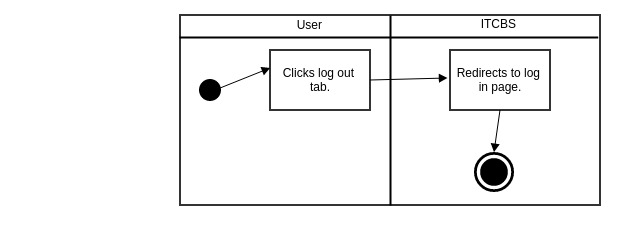 User
ITCBS
Clicks log out
tab.
Redirects to log
in page.